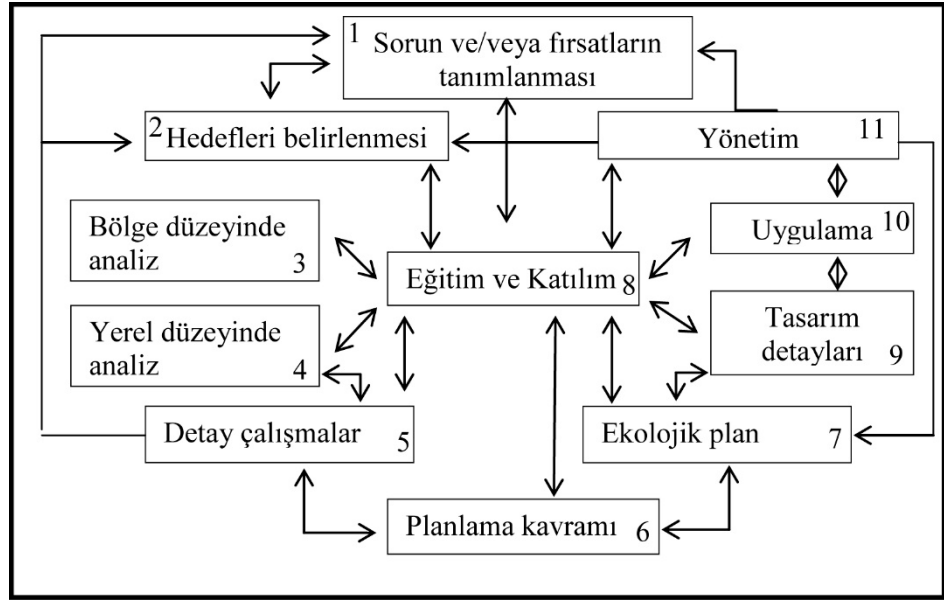 1
Sorun ve/veya fırsatların
tanımlanması
2
Hedefleri belirlenmesi
Yönetim
11
Bölge düzeyinde
analiz
3
Uygulama
10
Eğitim ve Katılım
8
Yerel düzeyinde
analiz
4
Tasarım
detayları
9
Detay çalışmalar
5
Ekolojik plan
7
Planlama kavramı
6